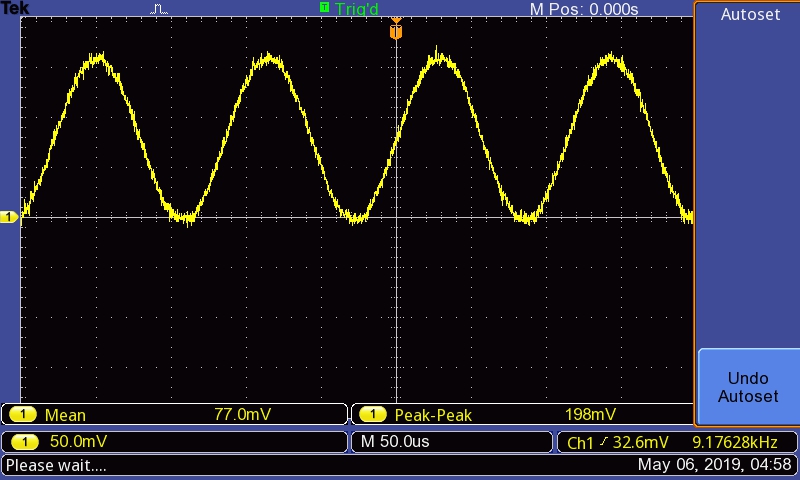 Tek T Trig'd M Pos: 0.000s Autoset
T
1
Undo
Autoset
1 Mean 77.0mV 1 Peak-Peak 198mV
1 50.0mV M 50.0us Ch1 32.6mV 9.17628kHz
Please wait.... May 06, 2019, 04:58